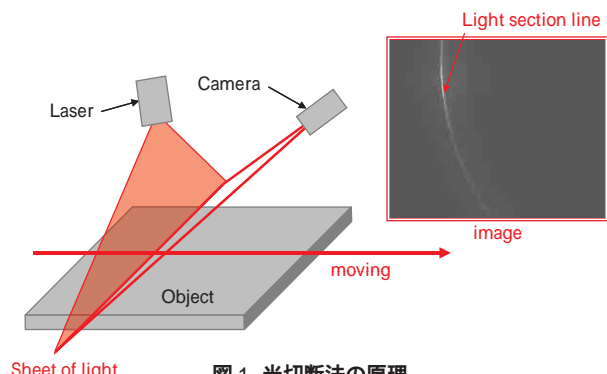 Light section line
Camera
Laser
image
moving
Object
Sheet of light
図 1 光切断法の原理